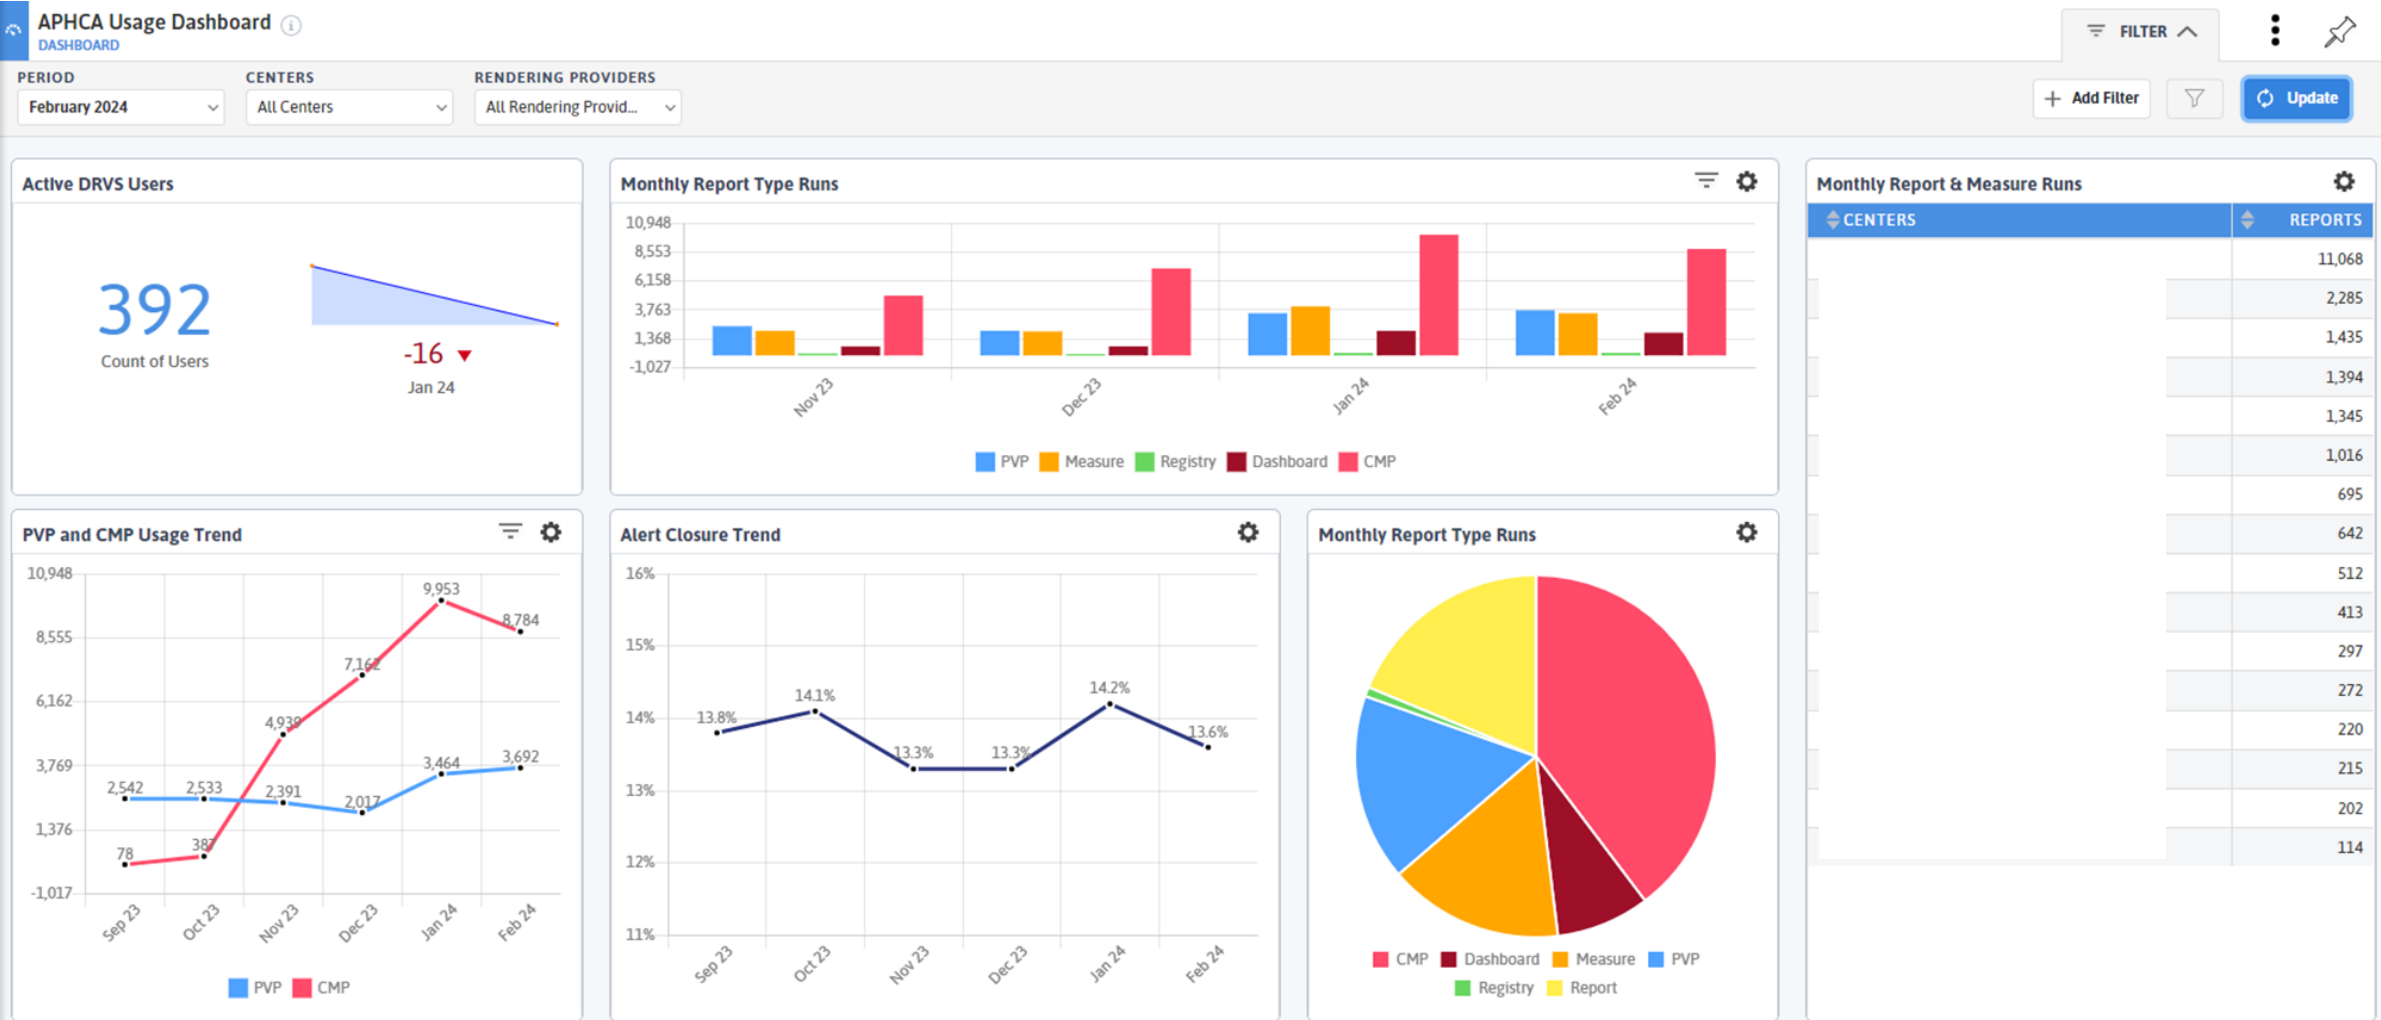 APHCA Usage Dashboard
DASHBOARD
FILTER
PERIOD
CENTERS
RENDERING PROVIDERS
February 2024
All Centers
All Rendering Provid...
+ Add Filter
Update
Active DRVS Users
392
Count of Users
-16 ▼
Jan 24
Monthly Report Type Runs
10,948
8,553
6,158
3,763
1,368
-1,027
Nov 23
Dec 23
Jan 24
Feb 24
PVP
Measure
Registry
Dashboard
CMP
Monthly Report & Measure Runs
CENTERS
REPORTS
11,068
2,285
1,435
1,394
1,345
1,016
695
642
512
413
297
272
220
215
202
114
PVP and CMP Usage Trend
10,948
8,555
6,162
3,769
1,376
-1,017
2,542
2,533
2,391
2,017
3,464
3,692
78
387
4,939
7,162
9,953
8,784
Sep 23
Oct 23
Nov 23
Dec 23
Jan 24
Feb 24
PVP
CMP
Alert Closure Trend
16%
15%
14%
13%
12%
11%
13.8%
14.1%
13.3%
13.3%
14.2%
13.6%
Sep 23
Oct 23
Nov 23
Dec 23
Jan 24
Feb 24
Monthly Report Type Runs
CMP
Dashboard
Measure
PVP
Registry
Report